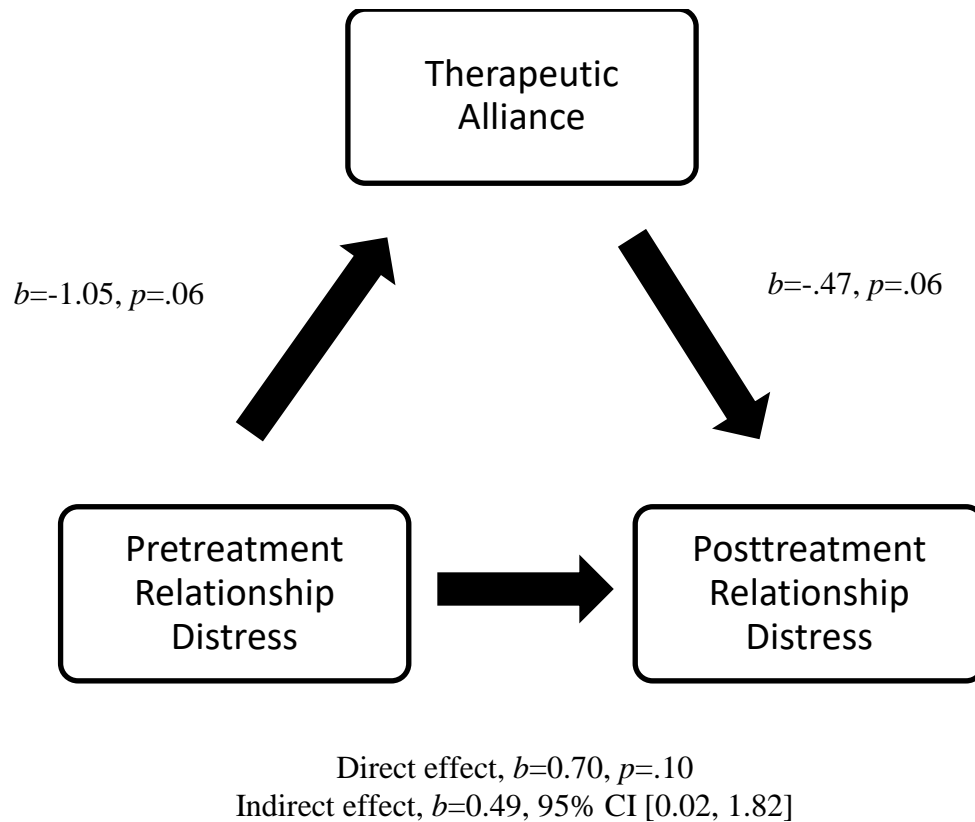 Therapeutic
Alliance
b=-1.05, p=.06
b=-.47, p=.06
Pretreatment
Relationship
Distress
Posttreatment
Relationship
Distress
Direct effect, b=0.70, p=.10
Indirect effect, b=0.49, 95% CI [0.02, 1.82]